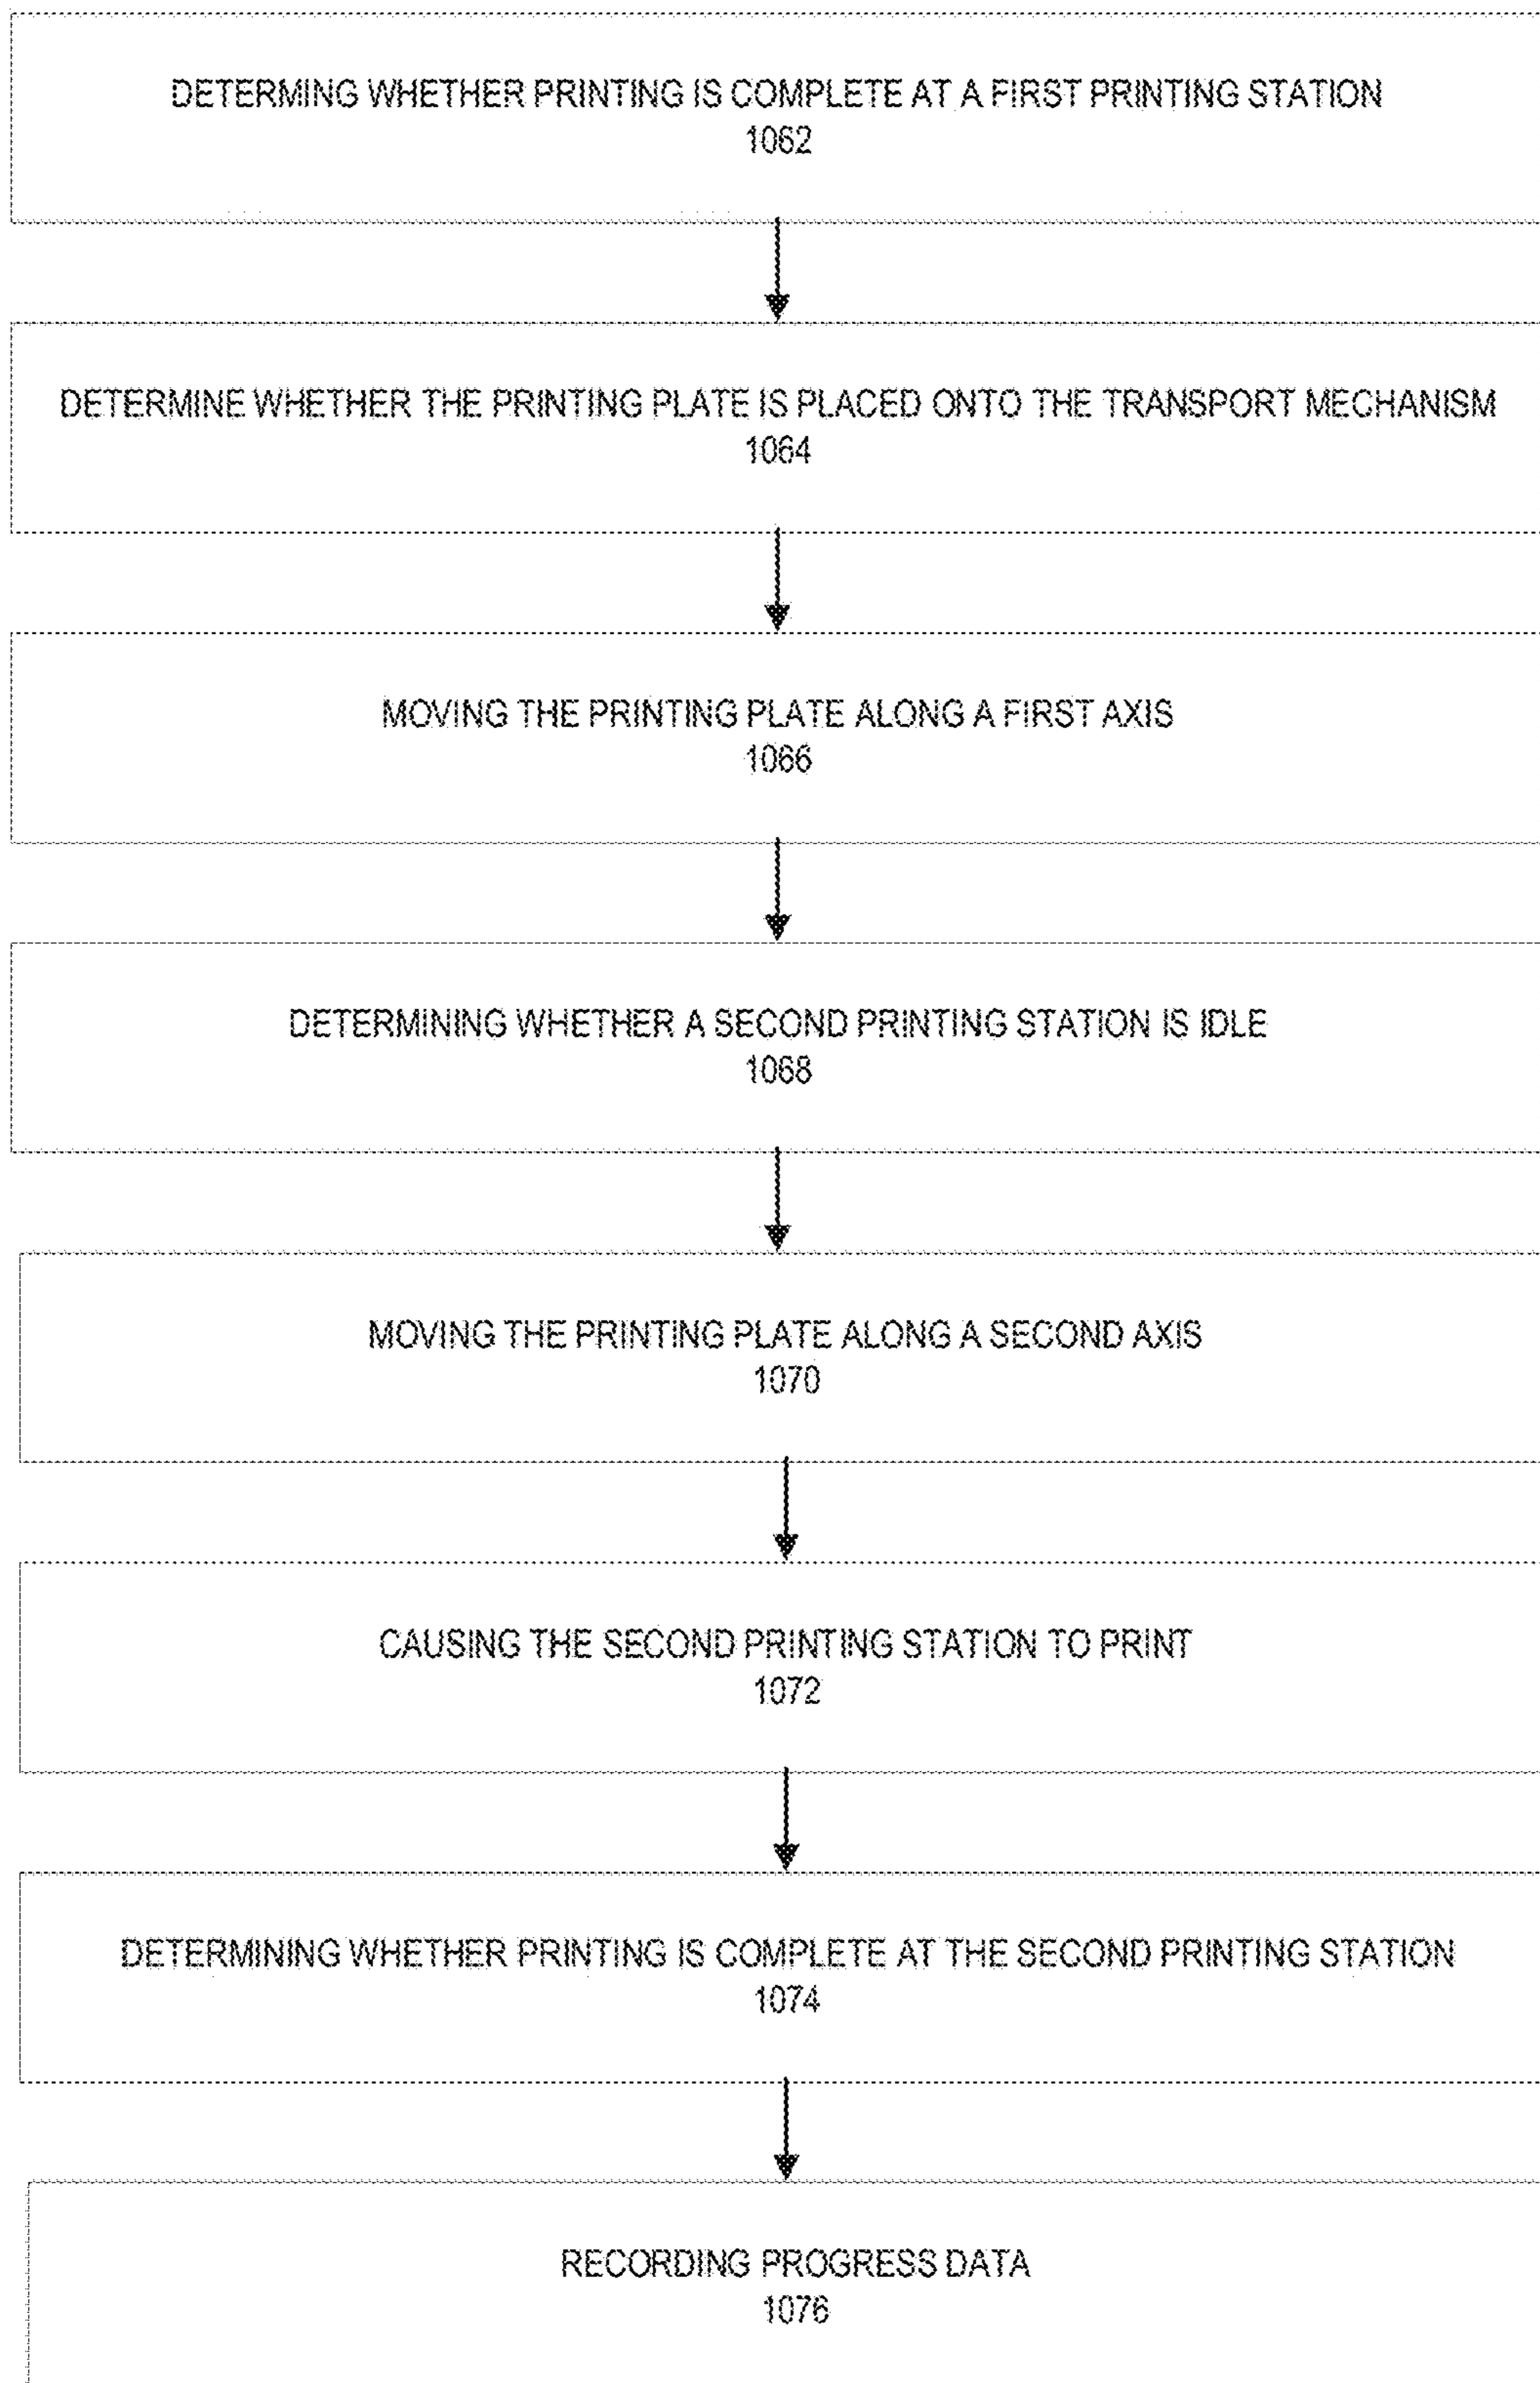 DETERMING WHETHER PRINTING IS COMPLETE AT A FIRST PRINTING STATION
1062
DETERMINE WHETHER THE PRINTING PLATE IS PLACED ONTO THE TRANSPORT MECHANISM
1064
MOVING THE PRINTING PLATE ALONG A FIRST AXIS
1066
DETERMINING WHETHER A SECOND PRINTING STATION IS IDLE
1068
MOVING THE PRINTING PLATE ALONG A SECOND AXIS
1070
CAUSING THE SECOND PRINTING STATION TO PRINT
1072
DETERMINING WHETHER PRINTING IS COMPLETE AT THE SECOND PRINTING STATION
1074
RECORDING PROGRESS DATA
1076